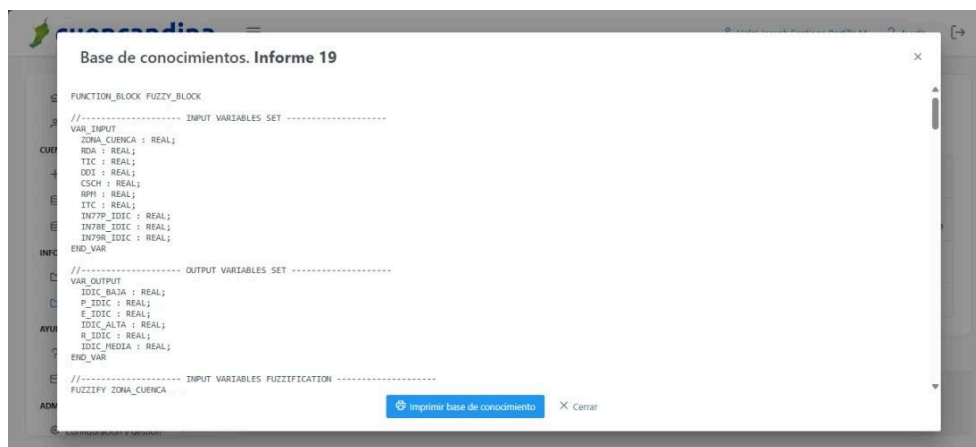 cuencandina
Base de conocimientos. Informe 19
FUNCTION_BLOCK FUZZY_BLOCK
//-------------------- INPUT VARIABLES SET --------------------
VAR_INPUT
ZONA_CUENCA : REAL;
RDA : REAL;
TIC : REAL;
DDI : REAL;
CSCH : REAL;
RPM : REAL;
ITC : REAL;
IN77P_IDIC : REAL;
IN78E_IDIC : REAL;
IN79R_IDIC : REAL;
END_VAR
//-------------------- OUTPUT VARIABLES SET --------------------
VAR_OUTPUT
IDIC_BAJA : REAL;
P_IDIC : REAL;
E_IDIC : REAL;
IDIC_ALTA : REAL;
R_IDIC : REAL;
IDIC_MEDIA : REAL;
END_VAR
//-------------------- INPUT VARIABLES FUZZIFICATION --------------------
FUZZIFY ZONA_CUENCA
Imprimir base de conocimiento
Cerrar
Configuración y gestión